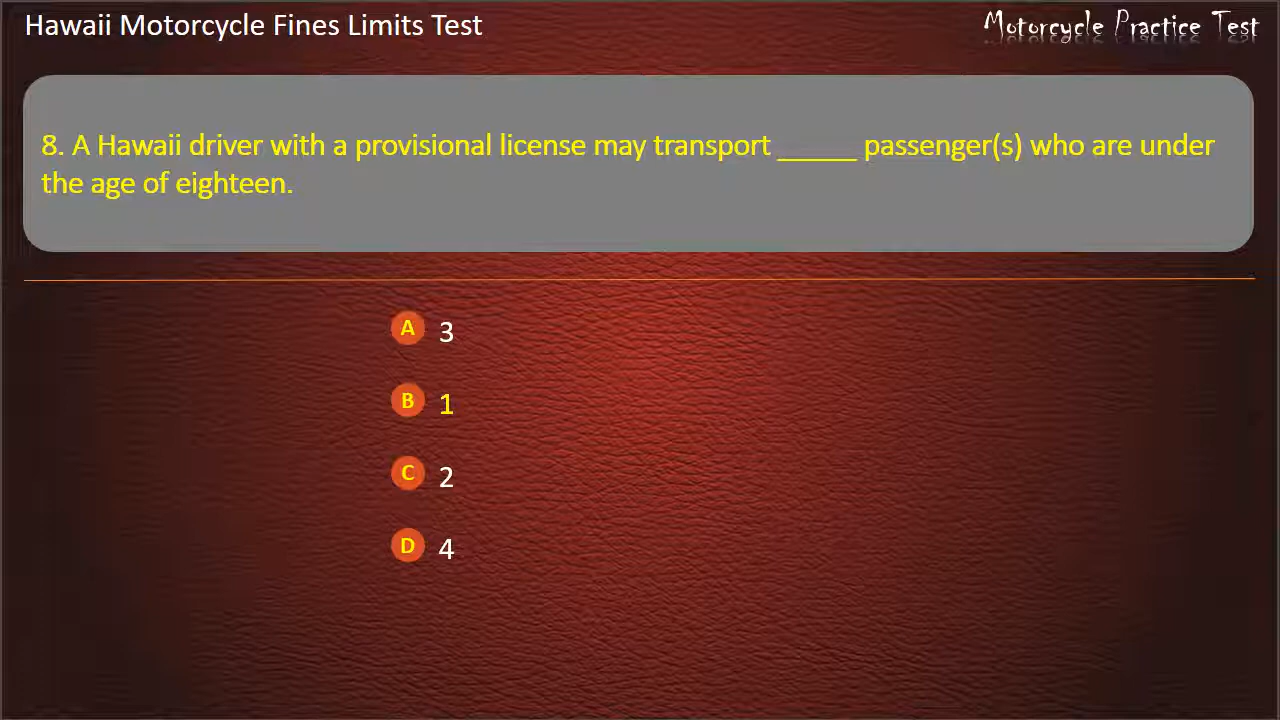 Hawaii Motorcycle Fines Limits Test
Motorcycle Practice Test
8. A Hawaii driver with a provisional license may transport _____ passenger(s) who are under
the age of eighteen.
A 3
B 1
C 2
D 4